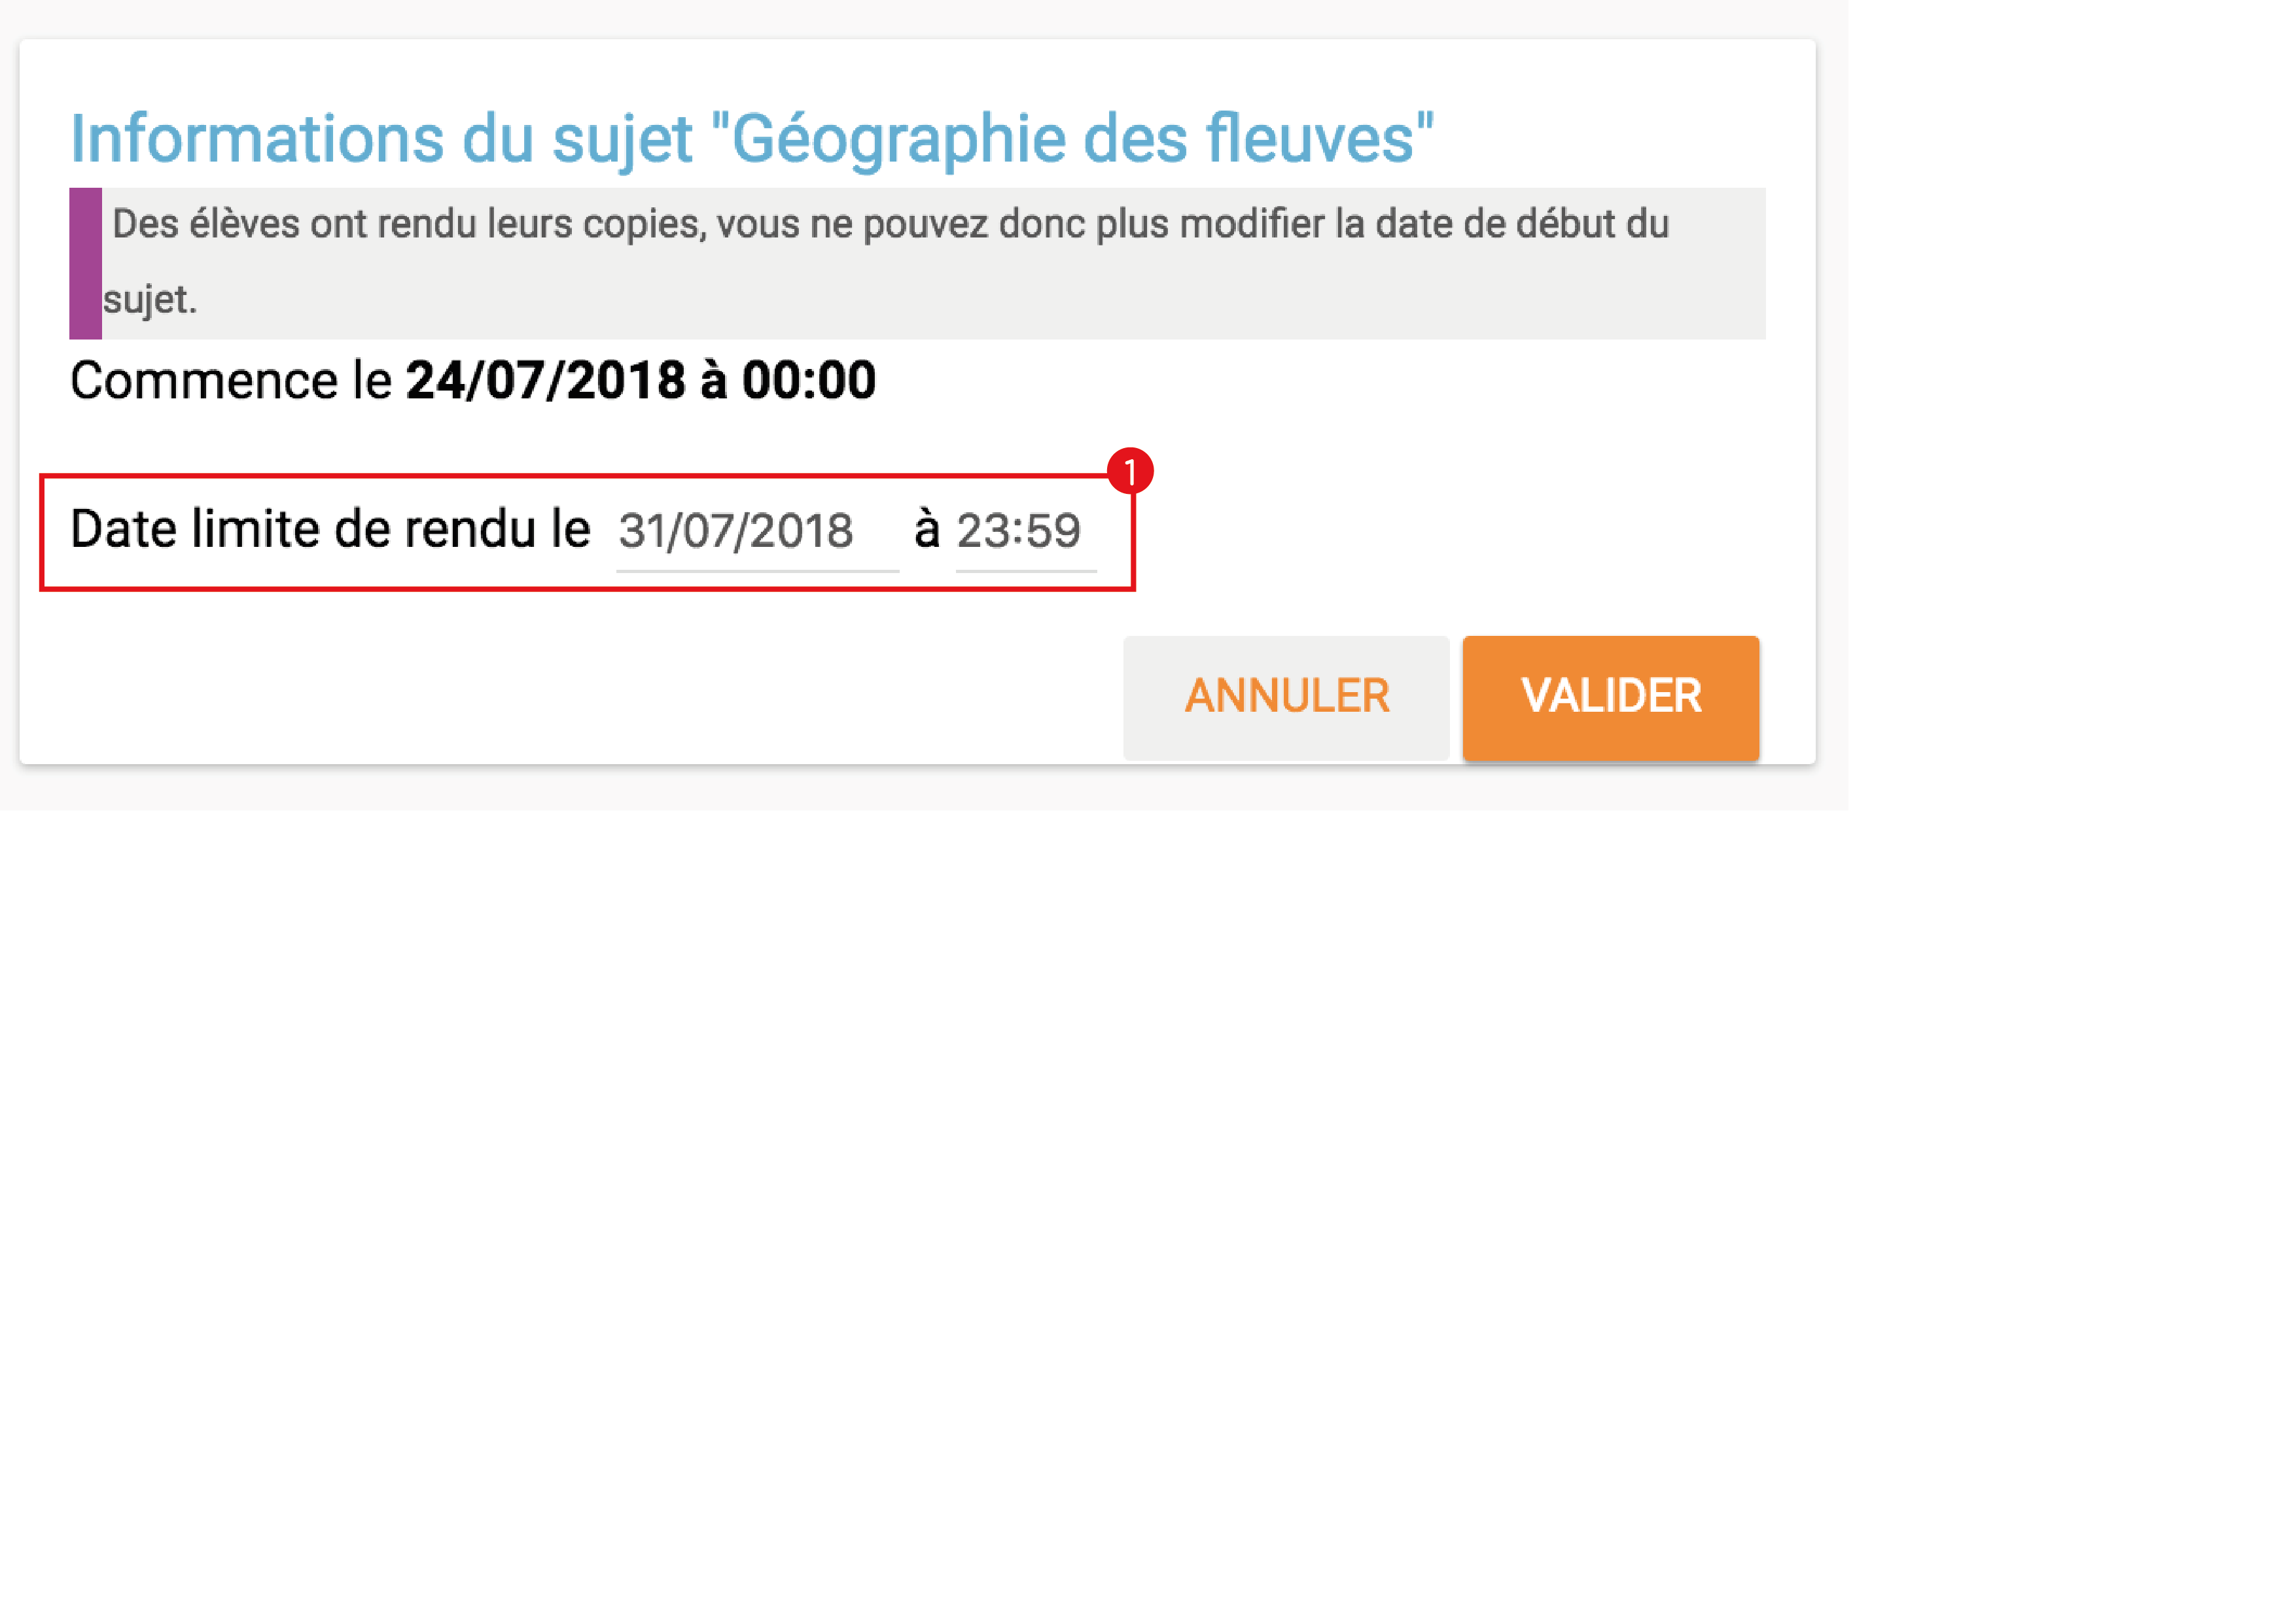 Informations du sujet "Géographie des fleuves"
Des élèves ont rendu leurs copies, vous ne pouvez donc plus modifier la date de début du
sujet.
Commence le 24/07/2018 à 00:00
1
Date limite de rendu le 31/07/2018 à 23:59
ANNULER VALIDER